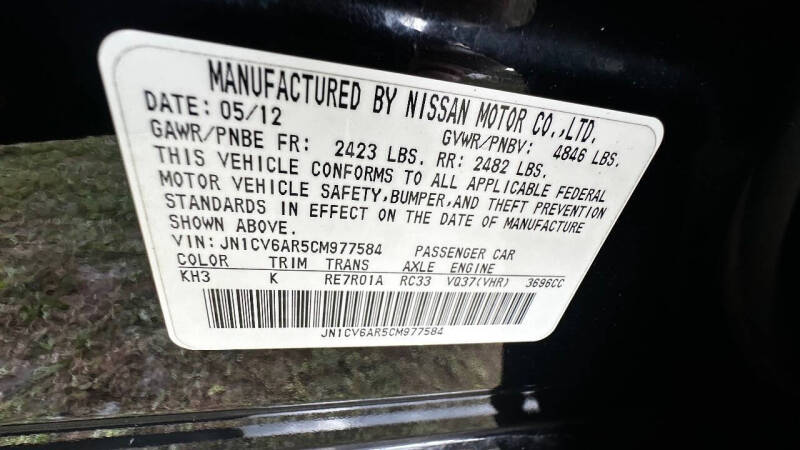 MANUFACTURED BY NISSAN MOTOR CO.,LTD.
DATE: 05/12 GVWR/PNBV: 4846 LBS.
GAWR/PNBE FR: 2423 LBS. RR: 2482 LBS.
THIS VEHICLE CONFORMS TO ALL APPLICABLE FEDERAL
MOTOR VEHICLE SAFETY,BUMPER,AND THEFT PREVENTION
STANDARDS IN EFFECT ON THE DATE OF MANUFACTURE
SHOWN ABOVE.
VIN: JN1CV6AR5CM977584 PASSENGER CAR
COLOR TRIM TRANS AXLE ENGINE
KH3 K RE7R01A RC33 VQ37(VHR) 3696CC
JN1CV6AR5CM977584